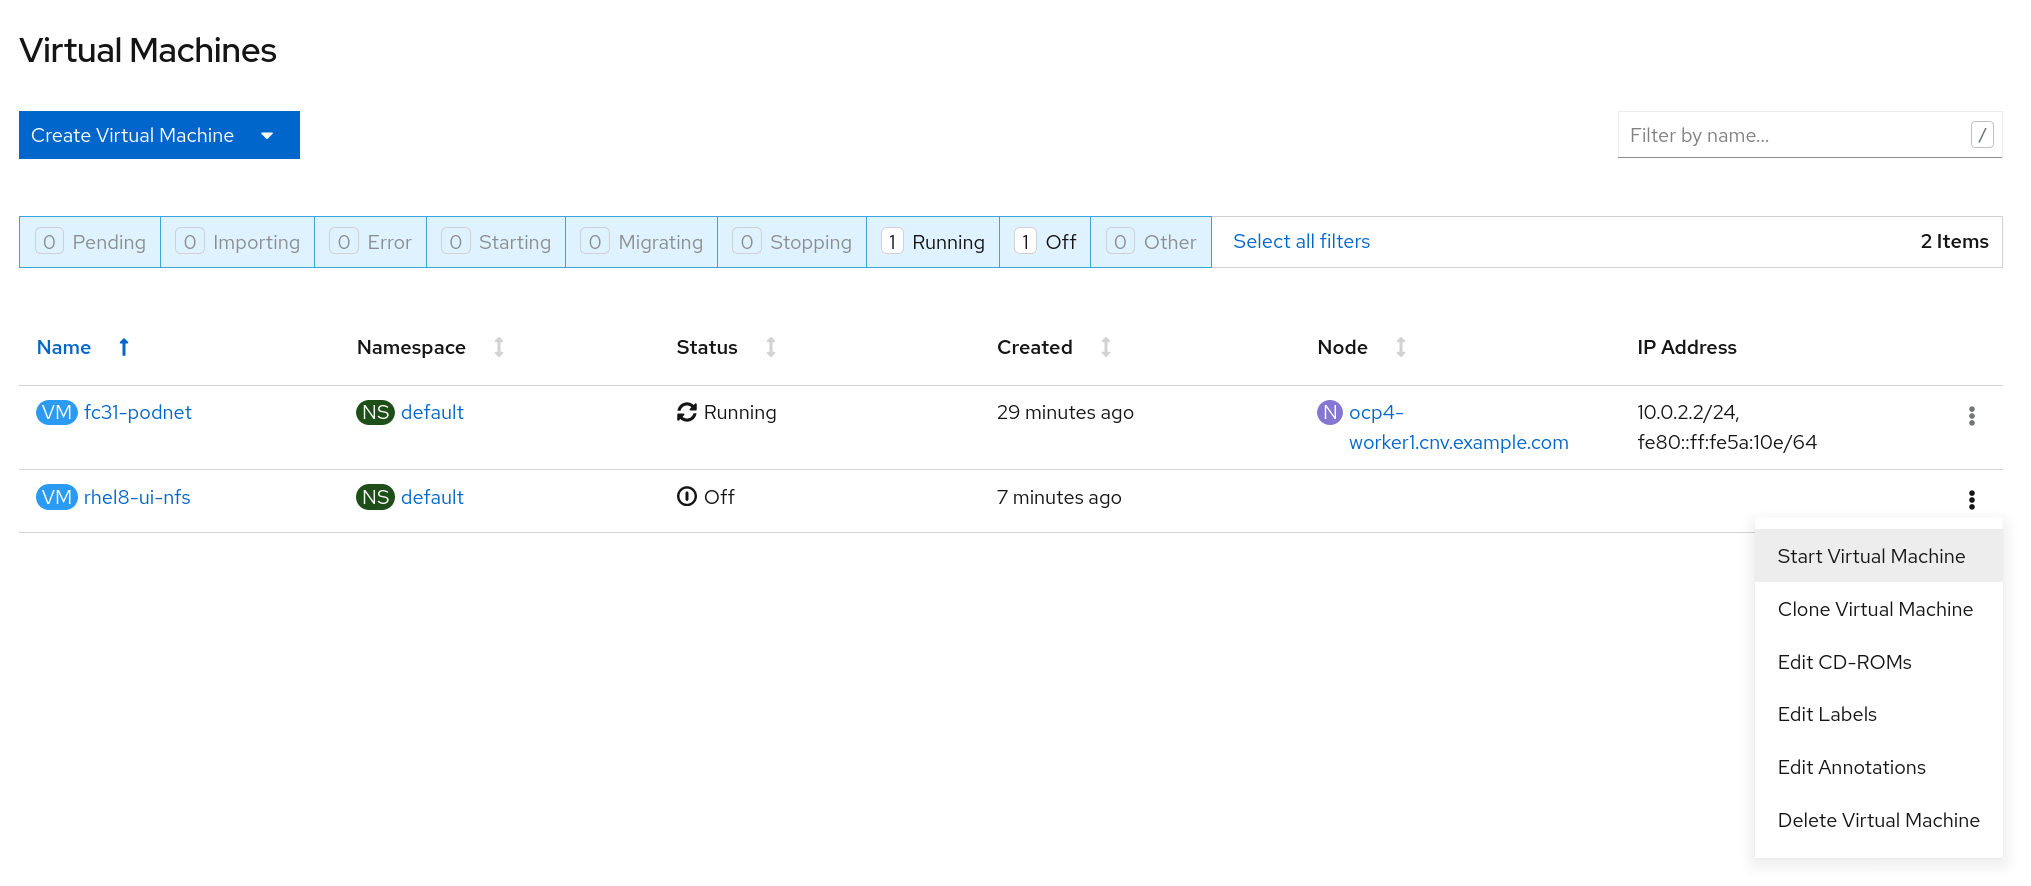 Virtual Machines
Create Virtual Machine
Filter by name... /
0 Pending 0 Importing 0 Error 0 Starting 0 Migrating 0 Stopping 1 Running 1 Off 0 Other Select all filters 2 Items
Name Namespace Status Created Node IP Address
VM fc31-podnet NS default Running 29 minutes ago N ocp4- 10.0.2.2/24,
worker1.cnv.example.com fe80::ff:fe5a:10e/64
VM rhel8-ui-nfs NS default Off 7 minutes ago
Start Virtual Machine
Clone Virtual Machine
Edit CD-ROMs
Edit Labels
Edit Annotations
Delete Virtual Machine